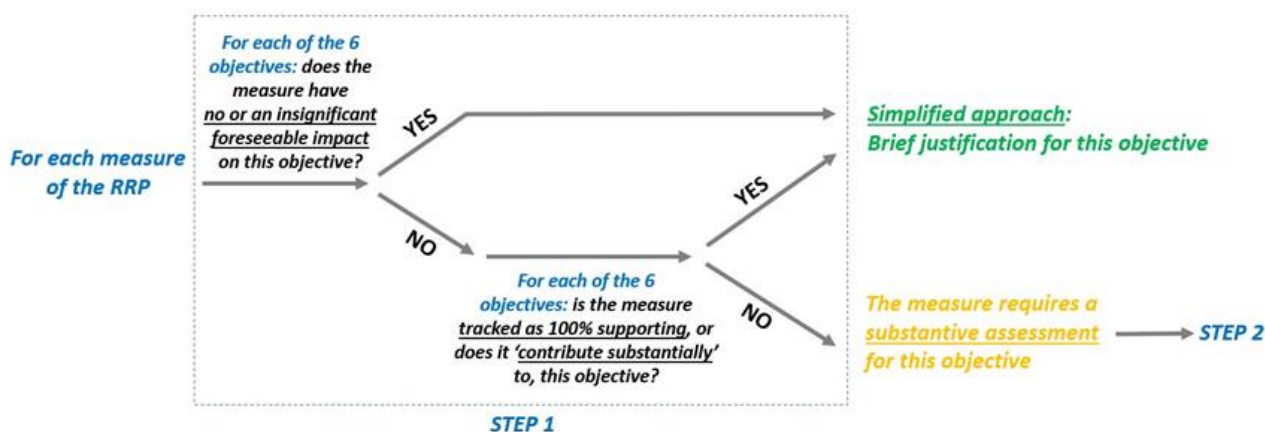 For each measure
of the RRP
For each of the 6
objectives: does the
measure have
no or an insignificant
foreseeable impact
on this objective?
YES
NO
For each of the 6
objectives: is the measure
tracked as 100% supporting, or
does it ‘contribute substantially’
to, this objective?
YES
NO
Simplified approach:
Brief justification for this objective
The measure requires a
substantive assessment
for this objective
STEP 2
STEP 1